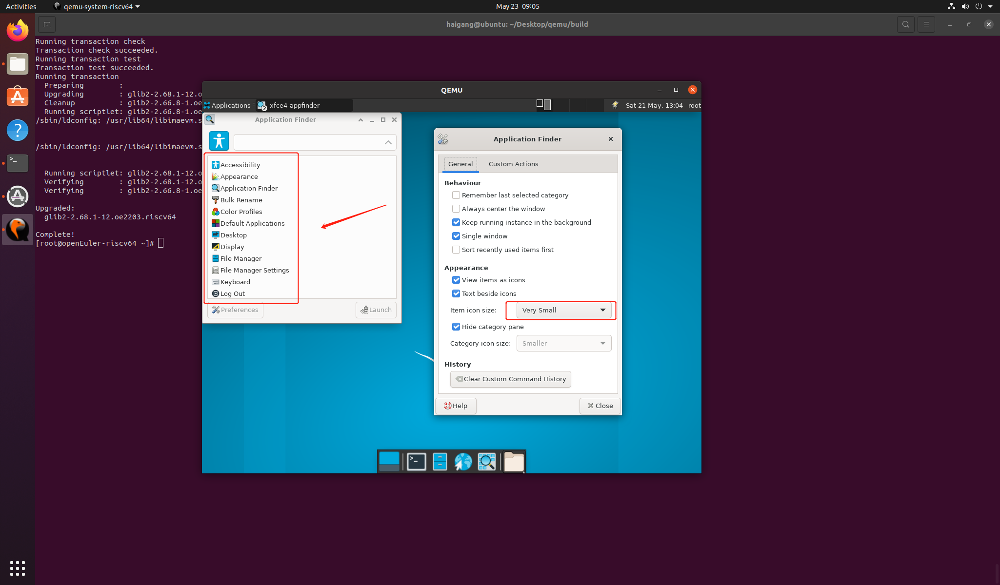 Activities
qemu-system-riscv64
May 23 09:05
haigang@ubuntu: ~/Desktop/qemu/build
Running transaction check
Transaction check succeeded.
Running transaction test
Transaction test succeeded.
Running transaction
Preparing :
Upgrading : glib2-2.68.1-12.o
Cleanup : glib2-2.66.8-1.oe
Running scriptlet: glib2-2.66.8-1.oe
/sbin/ldconfig: /usr/lib64/libimaevm.s
/sbin/ldconfig: /usr/lib64/libimaevm.s
Running scriptlet: glib2-2.68.1-12.o
Verifying : glib2-2.68.1-12.o
Verifying : glib2-2.66.8-1.oe
Upgraded:
glib2-2.68.1-12.oe2203.riscv64
Complete!
[root@openEuler-riscv64 ~]#
QEMU
Applications
2
xfce4-appfinder
Sat 21 May, 13:04
root
Application Finder
Accessibility
Appearance
Application Finder
Bulk Rename
Color Profiles
Default Applications
Desktop
Display
File Manager
File Manager Settings
Keyboard
Log Out
Preferences
Launch
Application Finder
General
Custom Actions
Behaviour
Remember last selected category
Always center the window
Keep running instance in the background
Single window
Sort recently used items first
Appearance
View items as icons
Text beside icons
Item icon size:
Very Small
Hide category pane
Category icon size:
Smaller
History
Clear Custom Command History
Help
Close